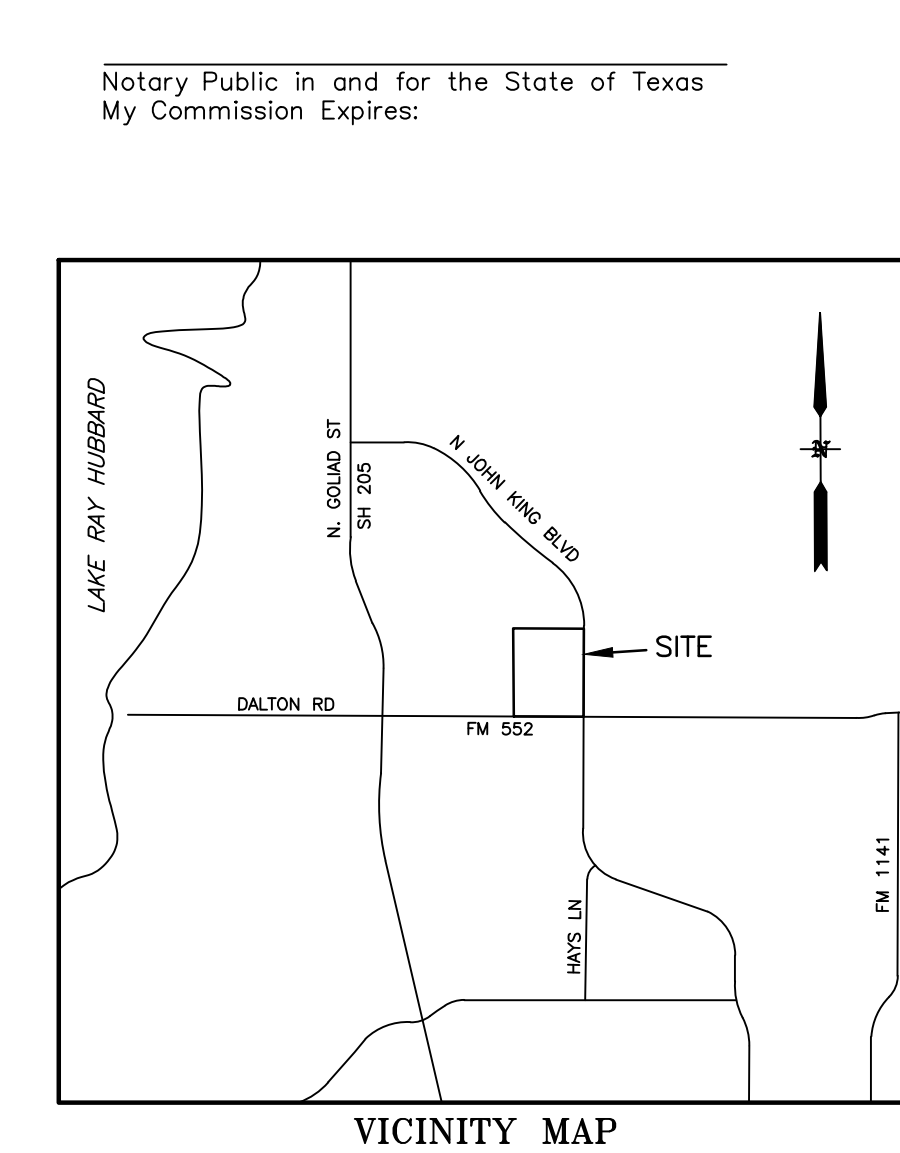 Notary Public in and for the State of Texas
My Commission Expires:
LAKE RAY HUBBARD
N. GOLIAD ST
SH 205
N JOHN KING BLVD
N
SITE
DALTON RD
FM 552
FM 1141
HAYS LN
VICINITY MAP